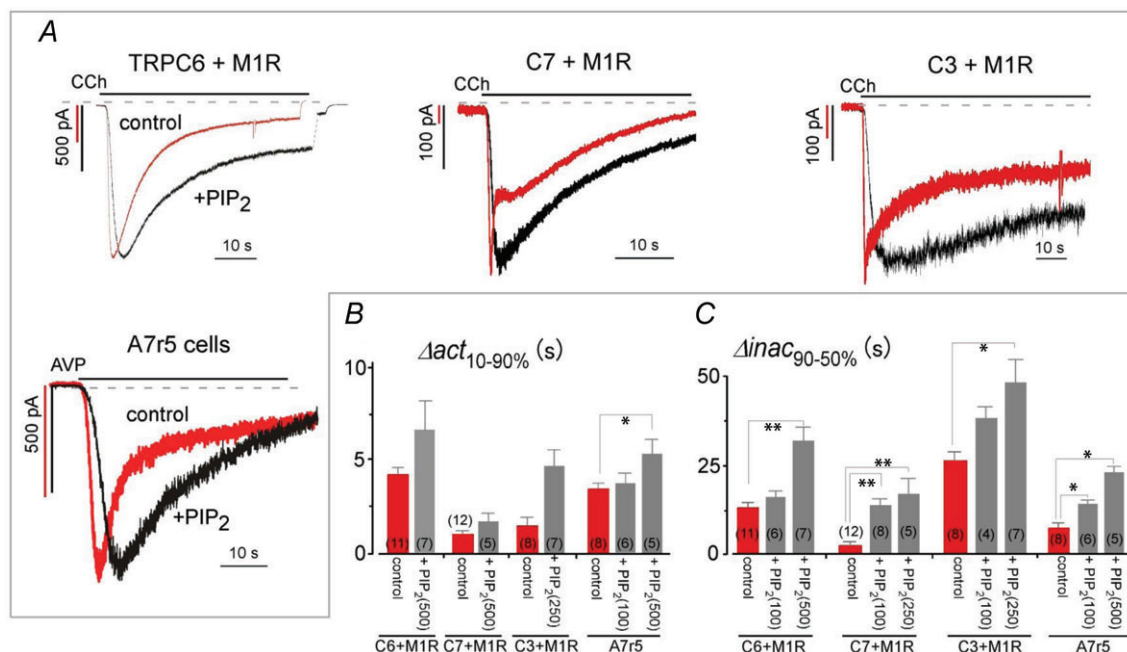 A
TRPC6 + M1R
CCh
control
500 pA
+PIP2
10 s
C7 + M1R
CCh
100 pA
10 s
C3 + M1R
CCh
100 pA
10 s
A7r5 cells
AVP
control
500 pA
+PIP2
10 s
B
Δact10-90% (s)
10
5
0
*
(11) (7) (12) (5) (8) (7) (8) (6) (5)
control
+ PIP2(500)
control
+ PIP2(500)
control
+ PIP2(250)
control
+ PIP2(100)
+ PIP2(500)
C6+M1R C7+M1R C3+M1R A7r5
C
Δinac90-50% (s)
50
25
0
** ** ** * * *
(11) (6) (7) (12) (8) (5) (8) (4) (7) (8) (6) (5)
control
+ PIP2(100)
+ PIP2(500)
control
+ PIP2(100)
+ PIP2(250)
control
+ PIP2(100)
+ PIP2(250)
control
+ PIP2(100)
+ PIP2(500)
C6+M1R C7+M1R C3+M1R A7r5